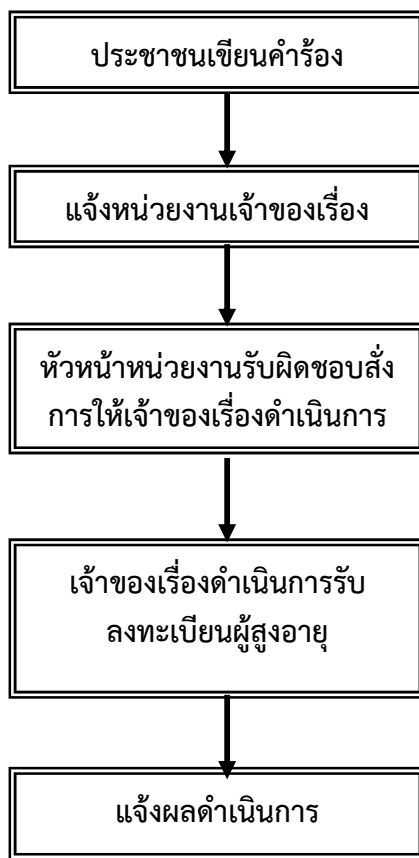 ประชาชนเขียนคำร้อง
แจ้งหน่วยงานเจ้าของเรื่อง
หัวหน้าหน่วยงานรับผิดชอบสั่ง
การให้เจ้าของเรื่องดำเนินการ
เจ้าของเรื่องดำเนินการรับ
ลงทะเบียนผู้สูงอายุ
แจ้งผลดำเนินการ